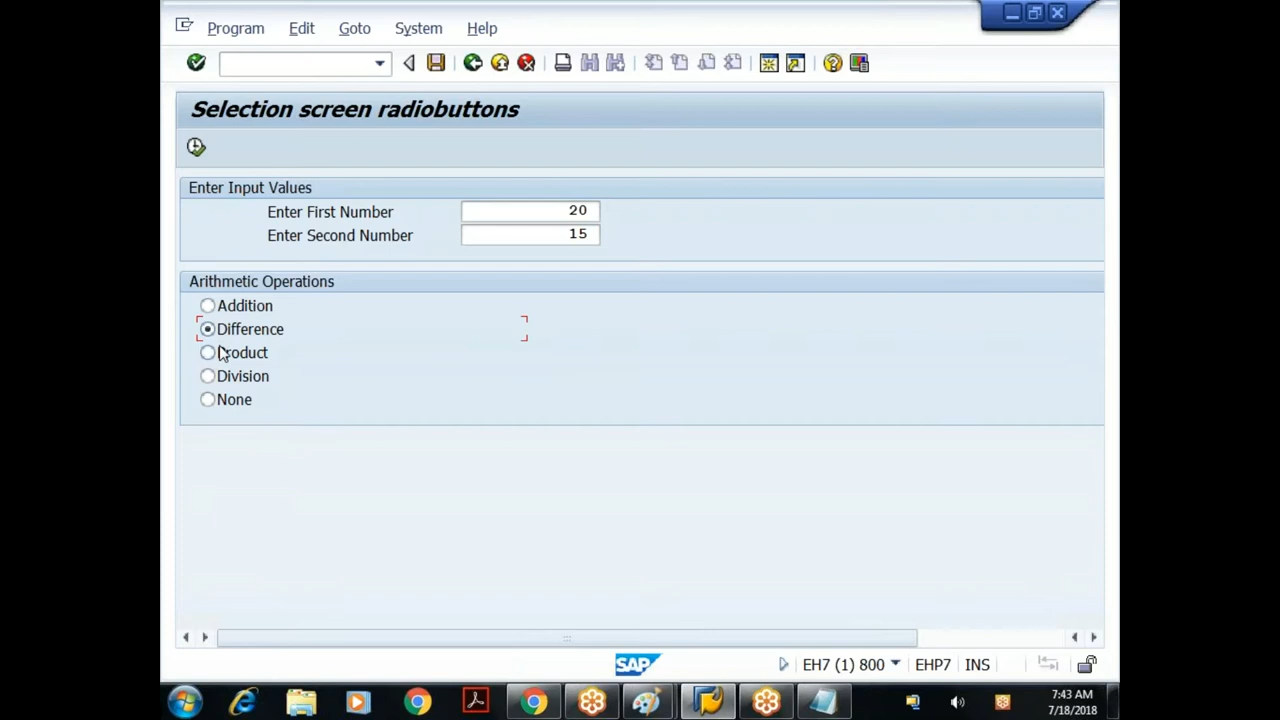 Program Edit Goto System Help
Selection screen radiobuttons
Enter Input Values
Enter First Number 20
Enter Second Number 15
Arithmetic Operations
Addition
Difference
Product
Division
None
SAP EH7 (1) 800 EHP7 INS
7:43 AM
7/18/2018